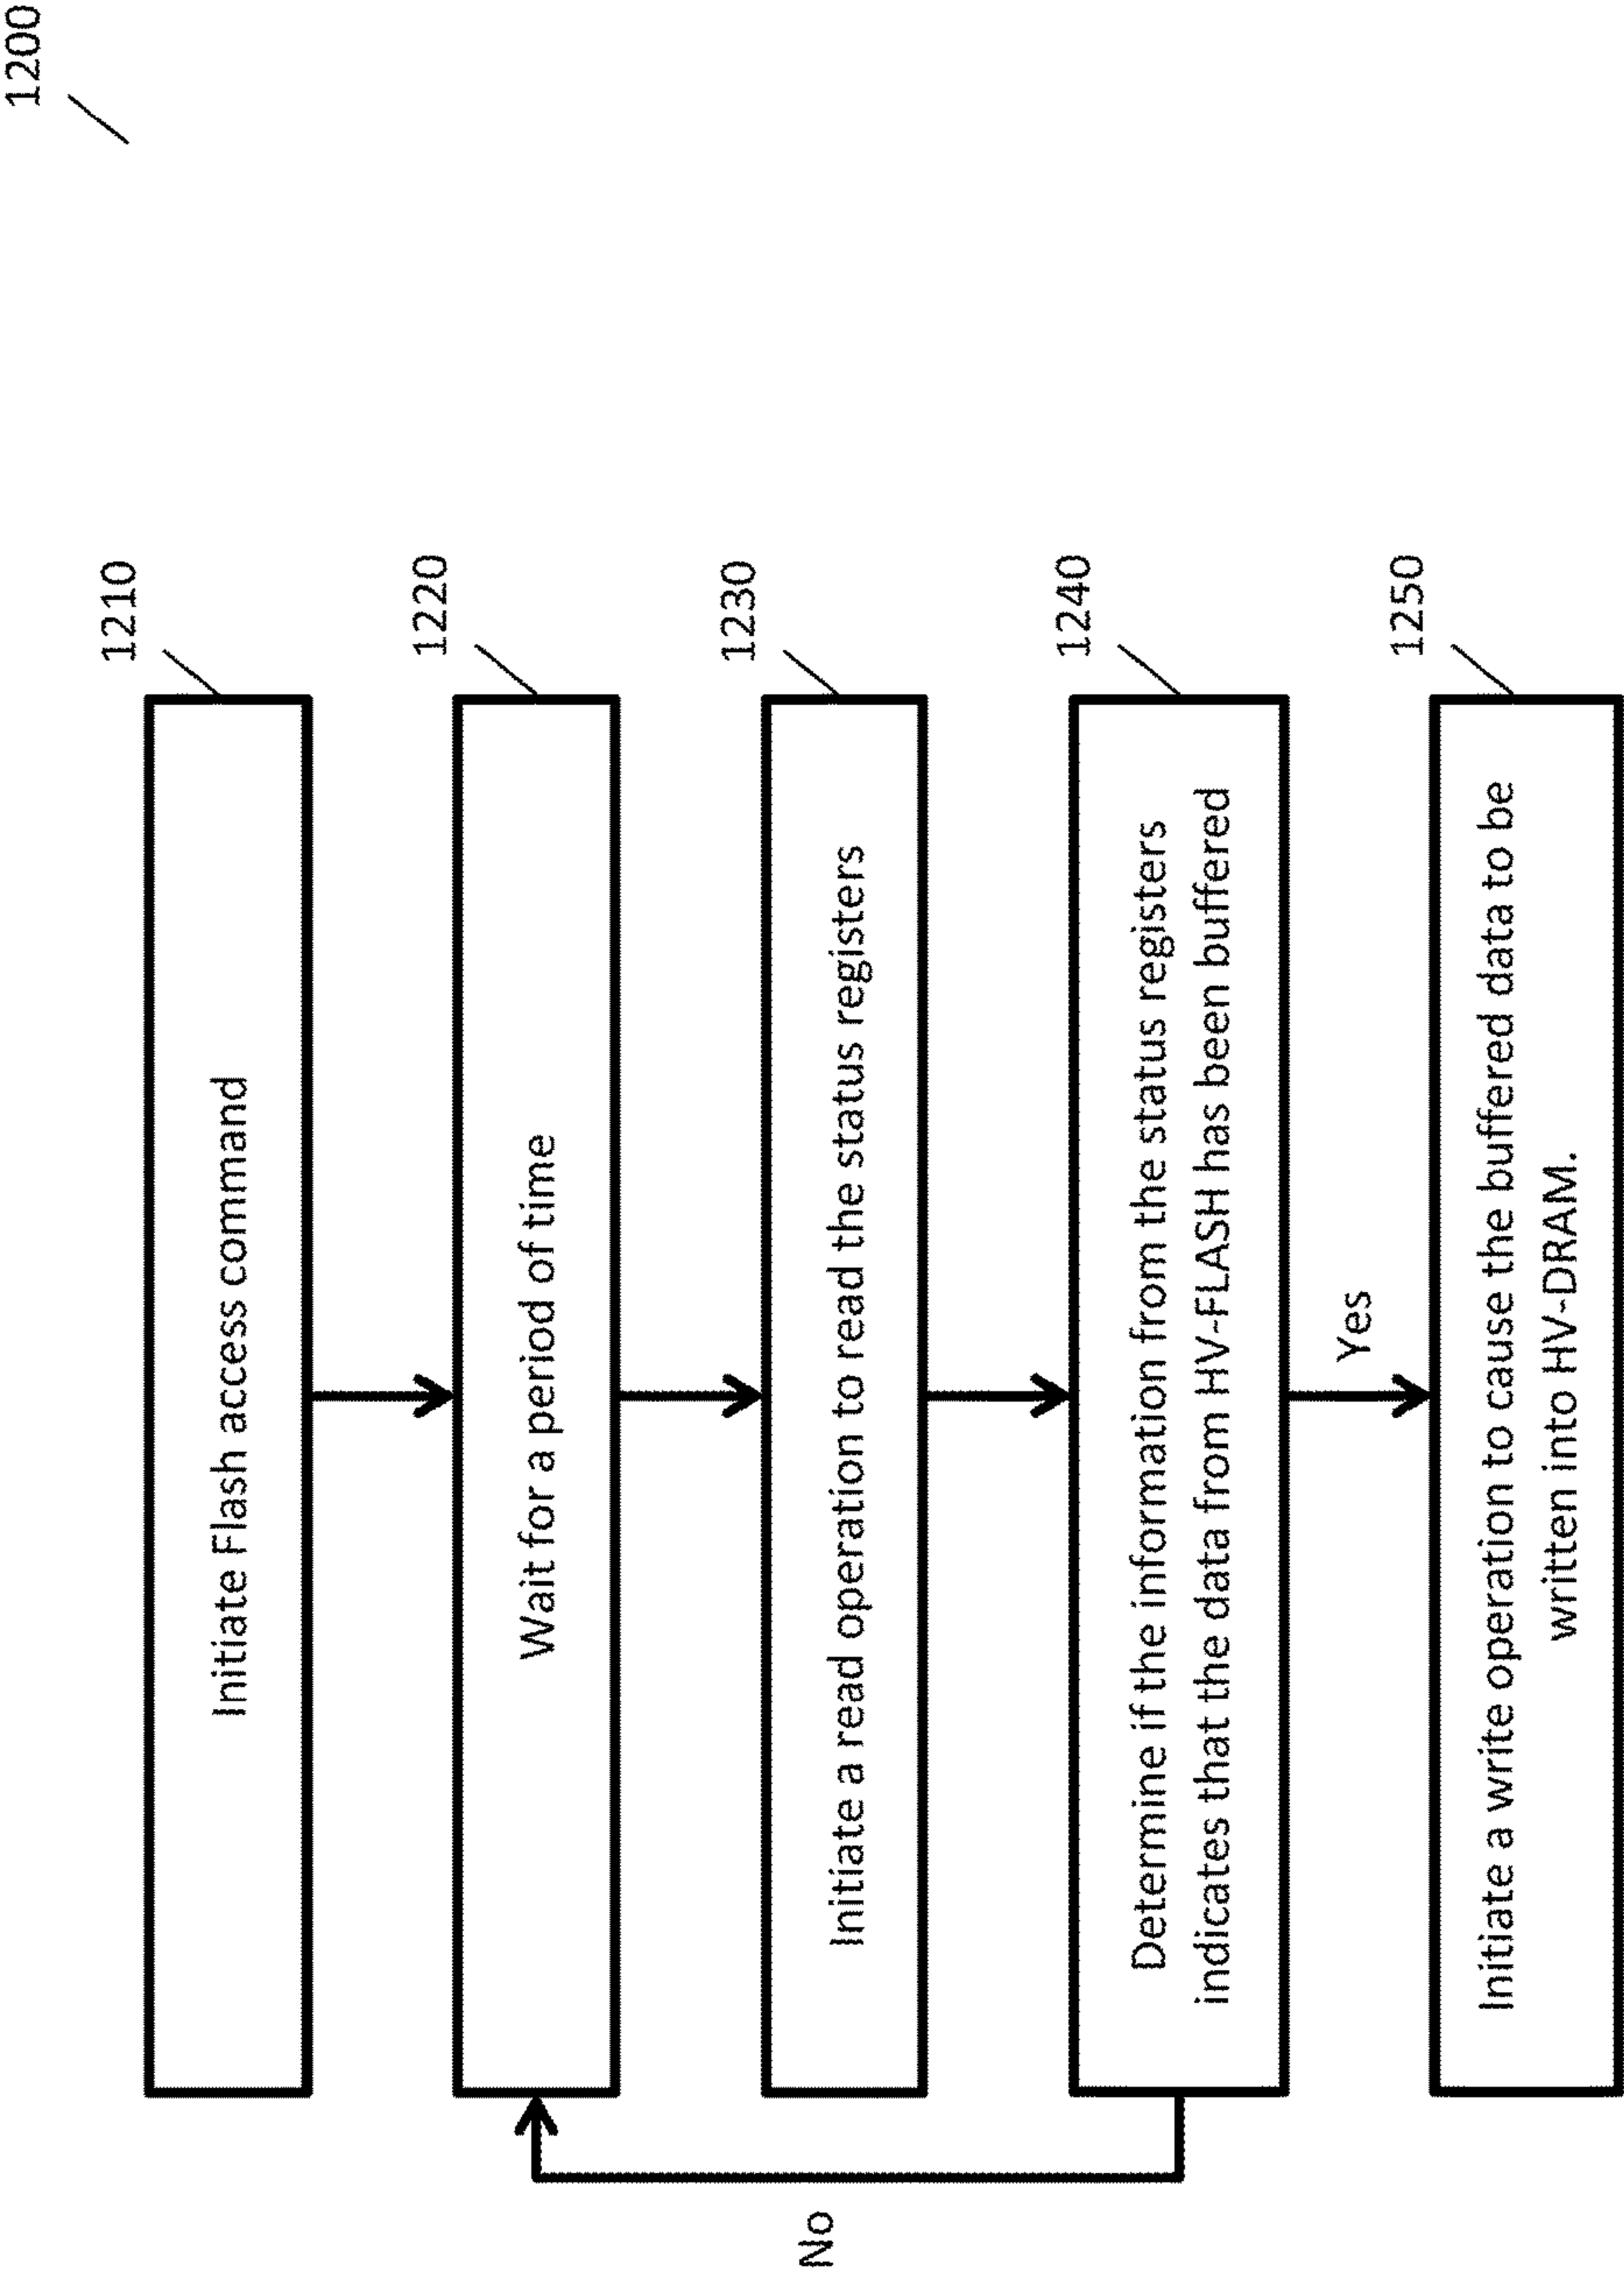 1200
1210
Initiate Flash access command
1220
Wait for a period of time
1230
Initiate a read operation to read the status registers
1240
Determine if the information from the status registers
indicates that the data from HV-FLASH has been buffered
No
Yes
1250
Initiate a write operation to cause the buffered data to be
written into HV-DRAM.